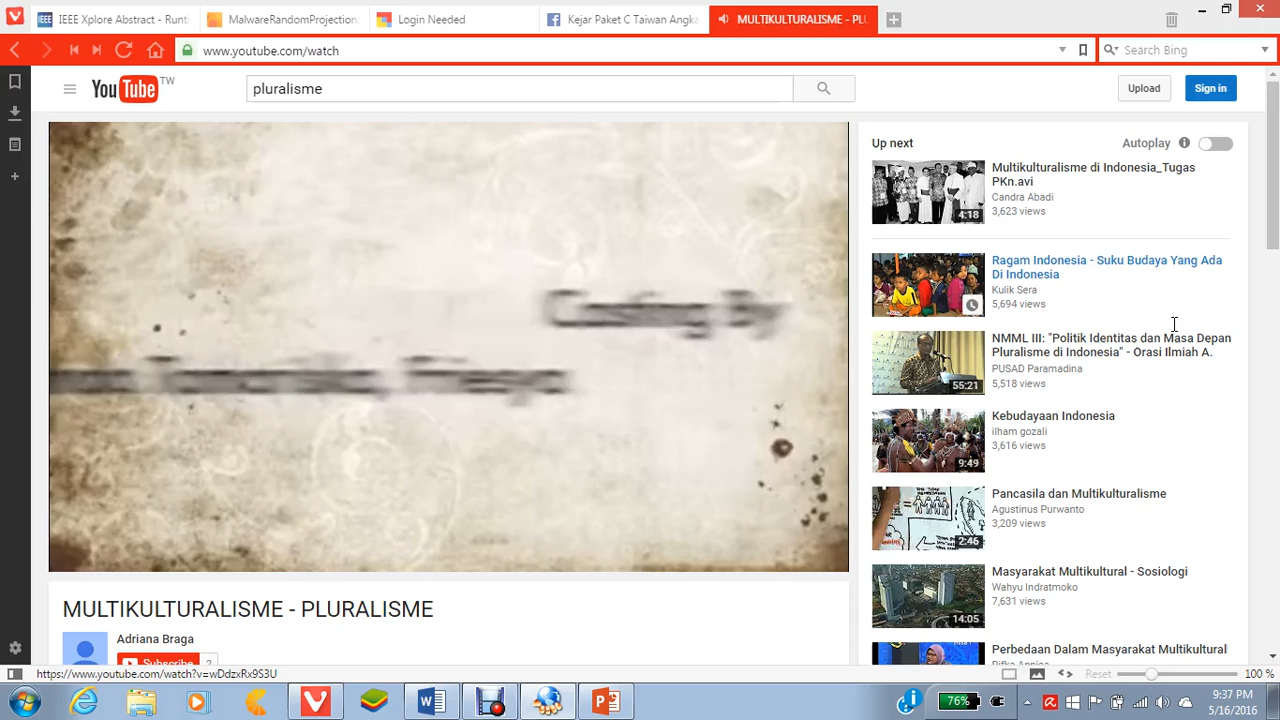 IEEE Xplore Abstract - Runt
MalwareRandomProjection
Login Needed
Kejar Paket C Taiwan Angka
MULTIKULTURALISME - PLU
www.youtube.com/watch
Search Bing
YouTube TW
pluralisme
Upload
Sign in
Up next
Autoplay
Multikulturalisme di Indonesia_Tugas
PKn.avi
Candra Abadi
3,623 views
4:18
Ragam Indonesia - Suku Budaya Yang Ada
Di Indonesia
Kulik Sera
5,694 views
NMML III: "Politik Identitas dan Masa Depan
Pluralisme di Indonesia" - Orasi Ilmiah A.
PUSAD Paramadina
5,518 views
55:21
Kebudayaan Indonesia
ilham gozali
3,616 views
9:49
Pancasila dan Multikulturalisme
Agustinus Purwanto
3,209 views
2:46
Masyarakat Multikultural - Sosiologi
Wahyu Indratmoko
7,631 views
14:05
Perbedaan Dalam Masyarakat Multikultural
MULTIKULTURALISME - PLURALISME
Adriana Braga
Subscribe
https://www.youtube.com/watch?v=wDdzxRx9S3U
Reset
100 %
76%
9:37 PM
5/16/2016